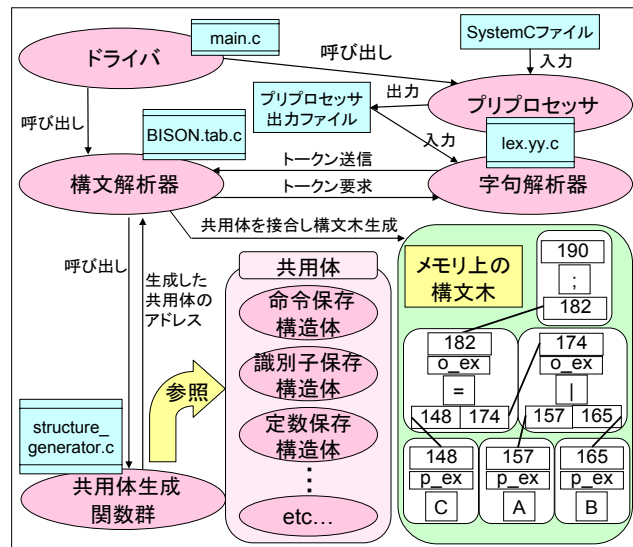 main.c
ドライバ
呼び出し
SystemCファイル
入力
出力
プリプロセッサ
プリプロセッサ
出力ファイル
呼び出し
BISON.tab.c
入力
lex.yy.c
トークン送信
構文解析器
字句解析器
トークン要求
共用体を接合し構文木生成
呼び出し
生成した
共用体の
アドレス
共用体
命令保存
構造体
識別子保存
構造体
定数保存
構造体
etc…
参照
structure_
generator.c
共用体生成
関数群
メモリ上の
構文木
190
;
182
182
o_ex
=
148 174
174
o_ex
|
157 165
148
p_ex
C
157
p_ex
A
165
p_ex
B